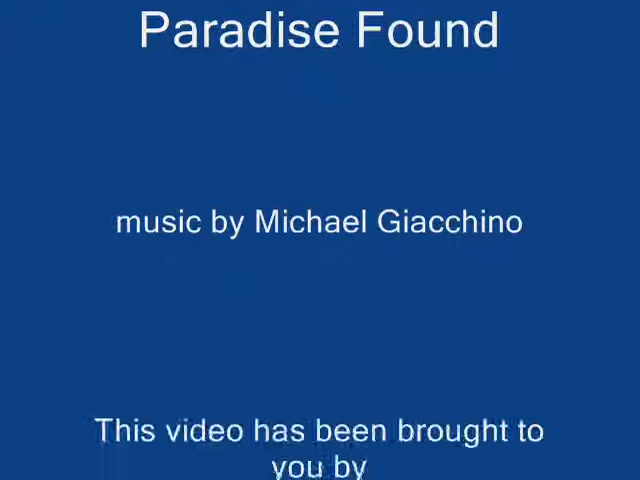 Paradise Found
music by Michael Giacchino
This video has been brought to
you by